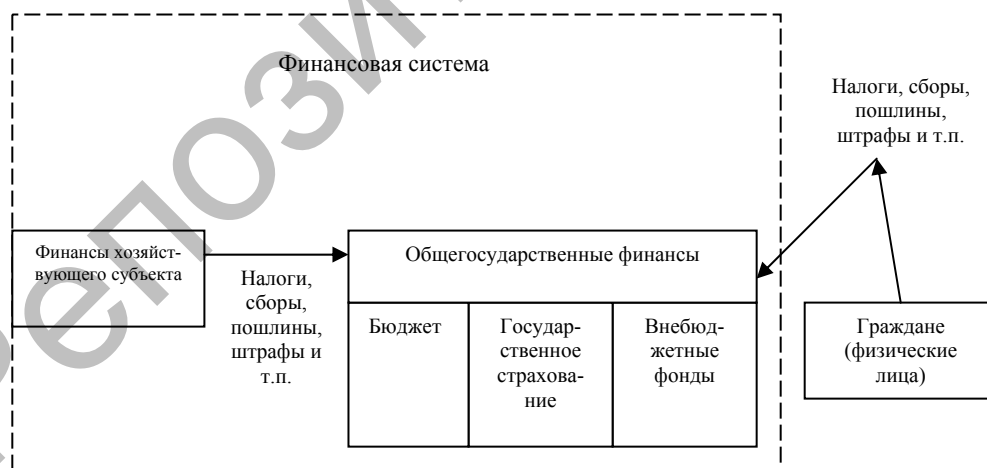 Финансовая система
Налоги, сборы,
пошлины,
штрафы и т.п.
Финансы хозяйст-
вующего субъекта
Налоги,
сборы,
пошлины,
штрафы и
т.п.
Общегосударственные финансы
Бюджет
Государ-
ственное
страхова-
ние
Внебюд-
жетные
фонды
Граждане
(физические
лица)